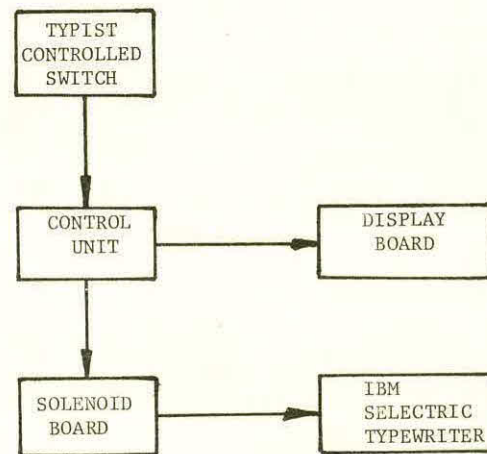 TYPIST
CONTROLLED
SWITCH
CONTROL
UNIT
DISPLAY
BOARD
SOLENOID
BOARD
IBM
SELECTRIC
TYPEWRITER